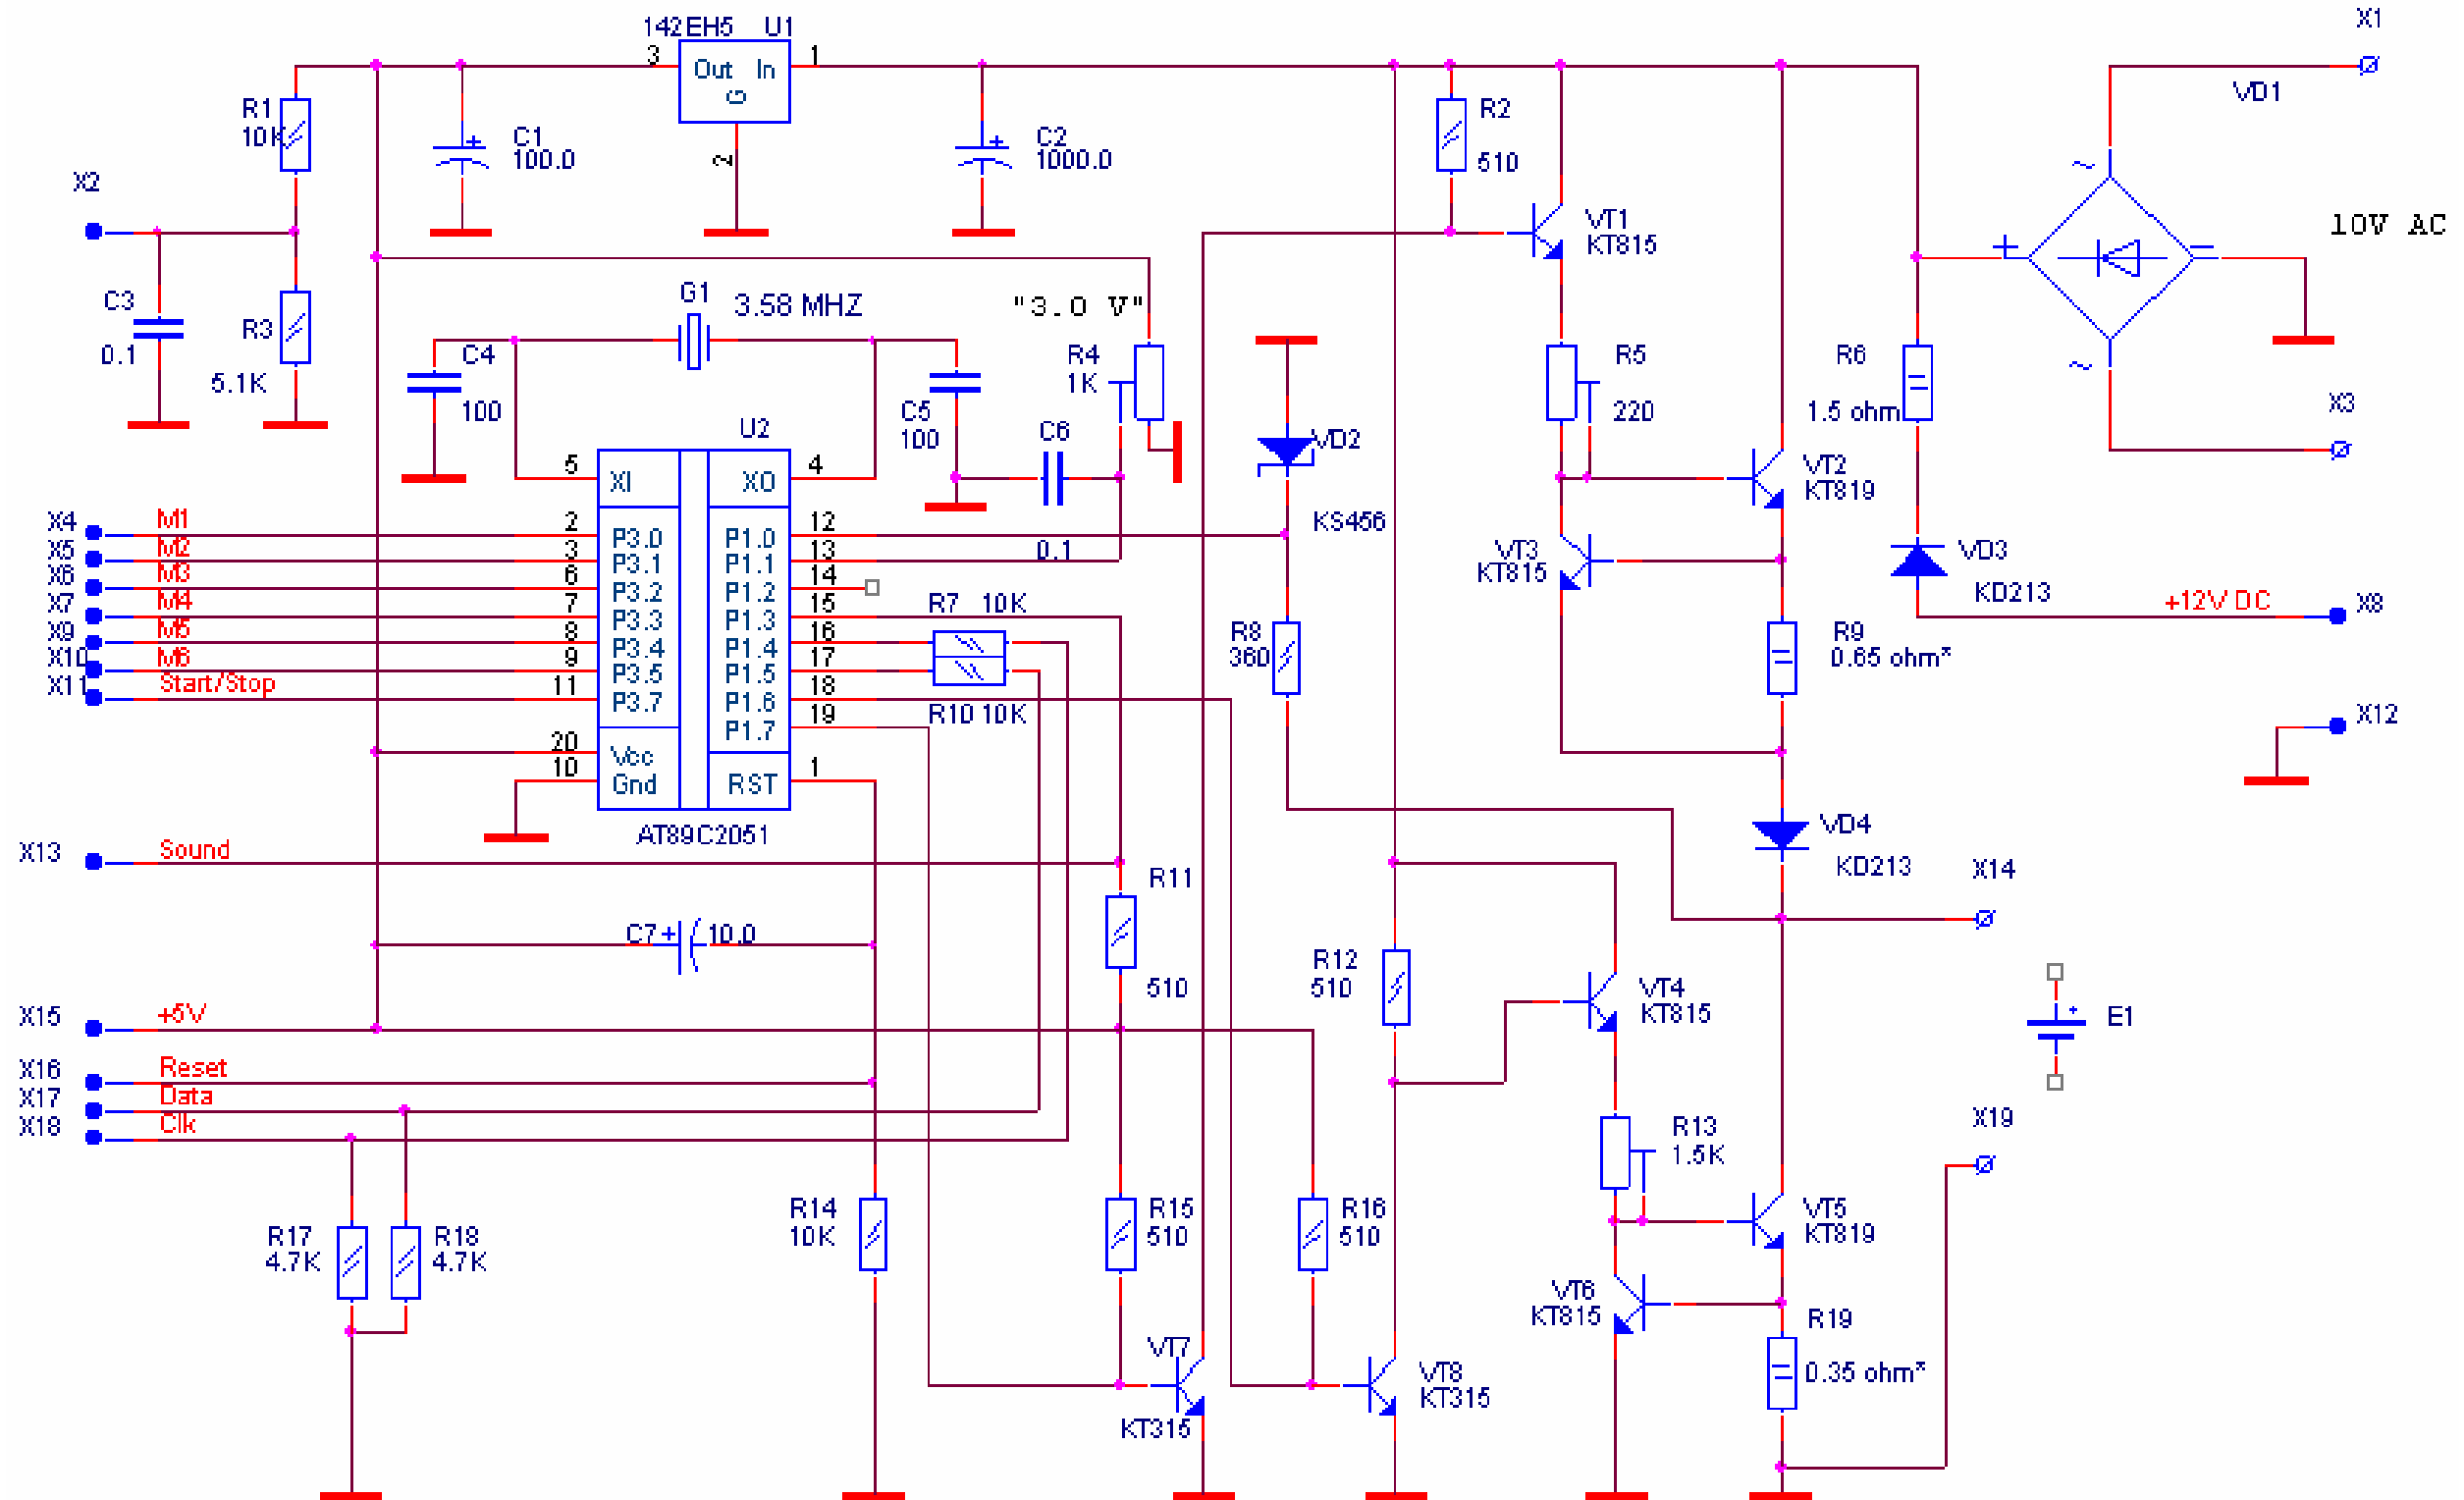 142EH5 U1
X1
3
1
Out In
G
2
R1
10K
C1
100.0
C2
1000.0
R2
510
VD1
X2
VT1
KT815
10V AC
~
+
−
~
C3
0.1
R3
5.1K
G1
3.58 MHZ
"3.0 V"
C4
100
C5
100
R4
1K
C6
0.1
R5
220
R6
1.5 ohm
X3
VD2
KS456
U2
5
XI
XO
4
VT2
KT819
X4
M1
2
P3.0
P1.0
12
X5
M2
3
P3.1
P1.1
13
X6
M3
6
P3.2
P1.2
14
X7
M4
7
P3.3
P1.3
15
X9
M5
8
P3.4
P1.4
16
X10
M6
9
P3.5
P1.5
17
X11
Start/Stop
11
P3.7
P1.6
18
P1.7
19
20
Vcc
10
Gnd
RST
1
AT89C2051
R7 10K
R10 10K
VT3
KT815
VD3
KD213
+12V DC
X8
R8
360
R9
0.65 ohm*
X12
X13
Sound
R11
510
VD4
KD213
X14
C7
+
10.0
R12
510
VT4
KT815
+
E1
X15
+5V
X16
Reset
X17
Data
X18
Clk
R13
1.5K
X19
R17
4.7K
R18
4.7K
R14
10K
R15
510
R16
510
VT5
KT819
VT6
KT815
R19
0.35 ohm*
VT7
KT315
VT8
KT315